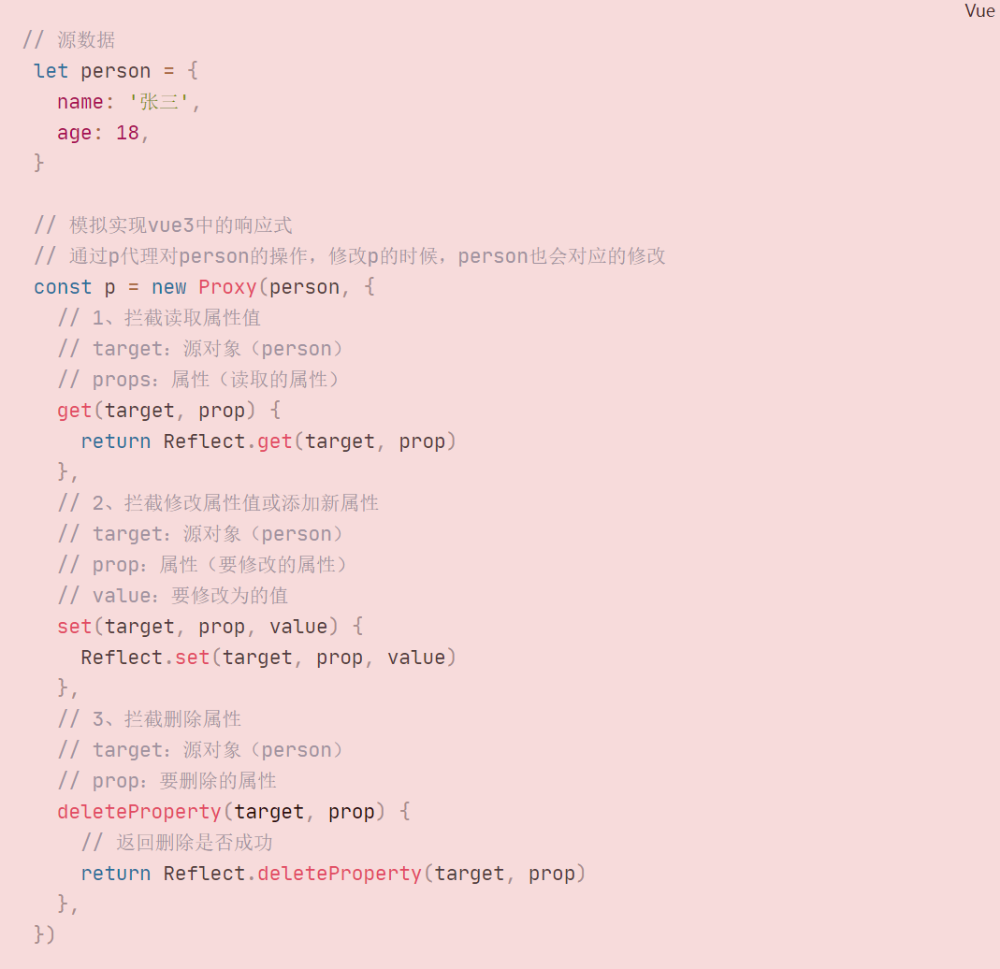 Vue
// 源数据
let person = {
  name: '张三',
  age: 18,
}
// 模拟实现vue3中的响应式
// 通过p代理对person的操作，修改p的时候，person也会对应的修改
const p = new Proxy(person, {
  // 1、拦截读取属性值
  // target：源对象（person）
  // props：属性（读取的属性）
  get(target, prop) {
    return Reflect.get(target, prop)
  },
  // 2、拦截修改属性值或添加新属性
  // target：源对象（person）
  // prop：属性（要修改的属性）
  // value：要修改为的值
  set(target, prop, value) {
    Reflect.set(target, prop, value)
  },
  // 3、拦截删除属性
  // target：源对象（person）
  // prop：要删除的属性
  deleteProperty(target, prop) {
    // 返回删除是否成功
    return Reflect.deleteProperty(target, prop)
  },
})